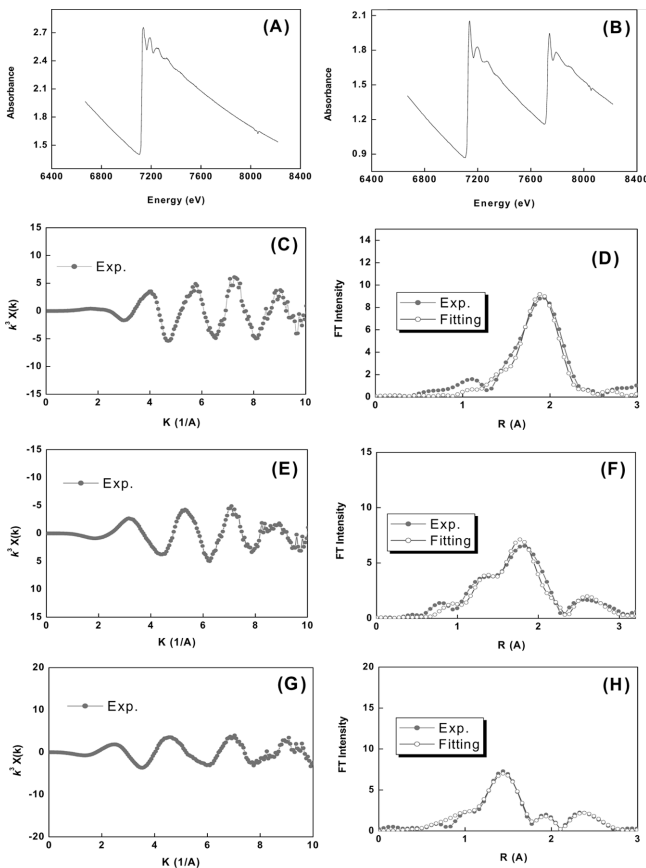 (A)
2.7
2.4
2.1
1.8
1.5
Absorbance
6400 6800 7200 7600 8000 8400
Energy (eV)
(B)
2.1
1.8
1.5
1.2
0.9
Absorbance
6400 6800 7200 7600 8000 8400
Energy (eV)
(C)
Exp.
15
10
5
0
-5
-10
-15
k³ X(k)
0 2 4 6 8 10
K (1/A)
(D)
Exp.
Fitting
14
12
10
8
6
4
2
0
FT Intensity
0 1 2 3
R (A)
(E)
Exp.
-15
-10
-5
0
5
10
15
k³ X(k)
0 2 4 6 8 10
K (1/A)
(F)
Exp.
Fitting
15
10
5
0
FT Intensity
0 1 2 3
R (A)
(G)
Exp.
20
10
0
-10
-20
k³ X(k)
0 2 4 6 8 10
K (1/A)
(H)
Exp.
Fitting
20
15
10
5
0
FT Intensity
0 1 2 3
R (A)